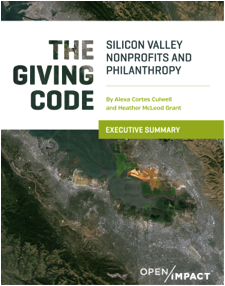 THE
GIVING
CODE
SILICON VALLEY
NONPROFITS AND
PHILANTHROPY
By Alexa Cortes Culwell
and Heather McLeod Grant
EXECUTIVE SUMMARY
OPEN/IMPACT